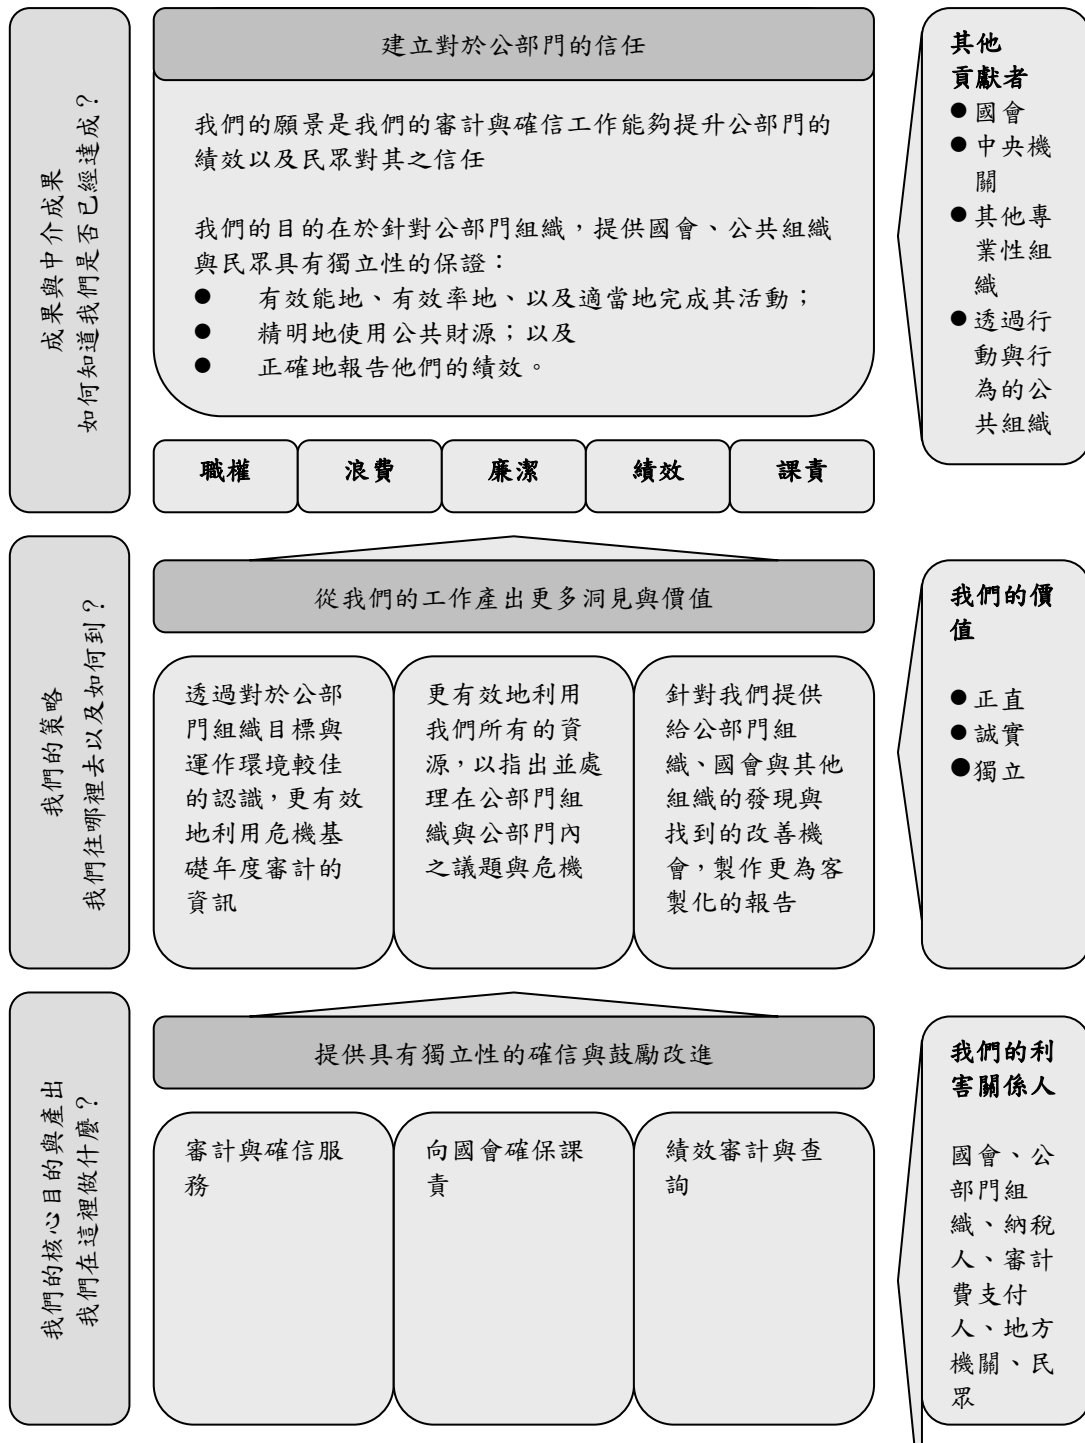 成果與中介成果
如何知道我們是否已經達成？
建立對於公部門的信任
我們的願景是我們的審計與確信工作能夠提升公部門的
績效以及民眾對其之信任
我們的目的在於針對公部門組織，提供國會、公共組織
與民眾具有獨立性的保證：
● 有效能地、有效率地、以及適當地完成其活動；
● 精明地使用公共財源；以及
● 正確地報告他們的績效。
職權
浪費
廉潔
績效
課責
其他
貢獻者
●國會
●中央機
關
●其他專
業性組
織
●透過行
動與行
為的公
共組織
我們的策略
我們往哪裡去以及如何到？
從我們的工作產出更多洞見與價值
透過對於公部
門組織目標與
運作環境較佳
的認識，更有效
地利用危機基
礎年度審計的
資訊
更有效地利用
我們所有的資
源，以指出並處
理在公部門組
織與公部門內
之議題與危機
針對我們提供
給公部門組
織、國會與其他
組織的發現與
找到的改善機
會，製作更為客
製化的報告
我們的價
值
●正直
●誠實
●獨立
我們的核心目的與產出
我們在這裡做什麼？
提供具有獨立性的確信與鼓勵改進
審計與確信服
務
向國會確保課
責
績效審計與查
詢
我們的利
害關係人
國會、公
部門組
織、納稅
人、審計
費支付
人、地方
機關、民
眾